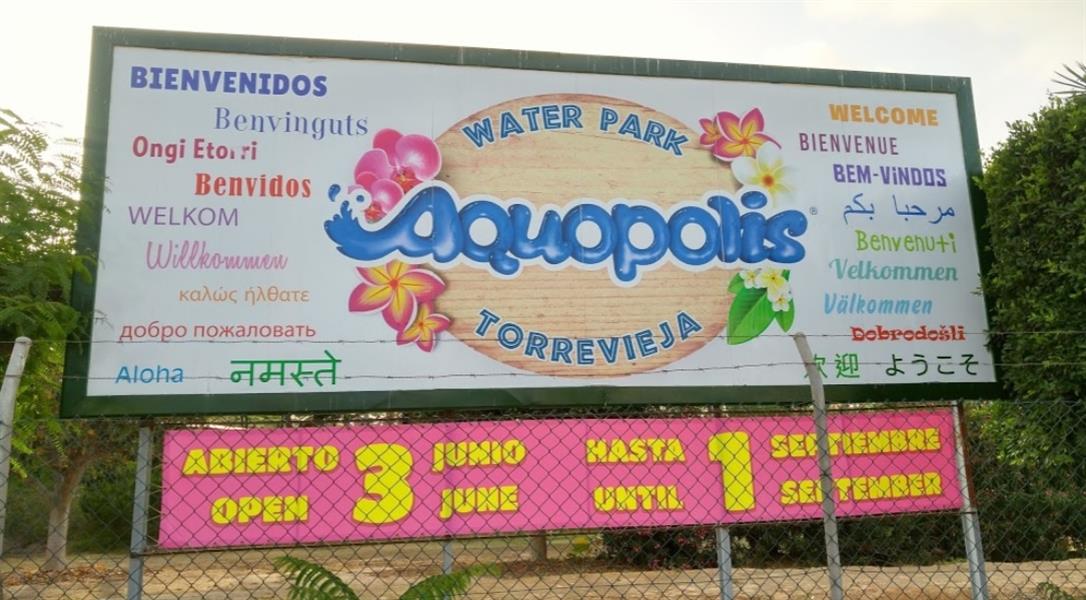 BIENVENIDOS
Benvinguts
Ongi Etorri
Benvidos
WELKOM
Willkommen
καλώς ήλθατε
добро пожаловать
Aloha
नमस्ते
WATER PARK
Aquopolis®
TORREVIEJA
WELCOME
BIENVENUE
BEM-ViNDOS
مرحبا بكم
Benvenuti
Velkommen
Välkommen
Dobrodošli
欢迎 ようこそ
ABIERTO 3 JUNIO HASTA 1 SEPTIEMBRE
OPEN JUNE UNTIL SEPTEMBER